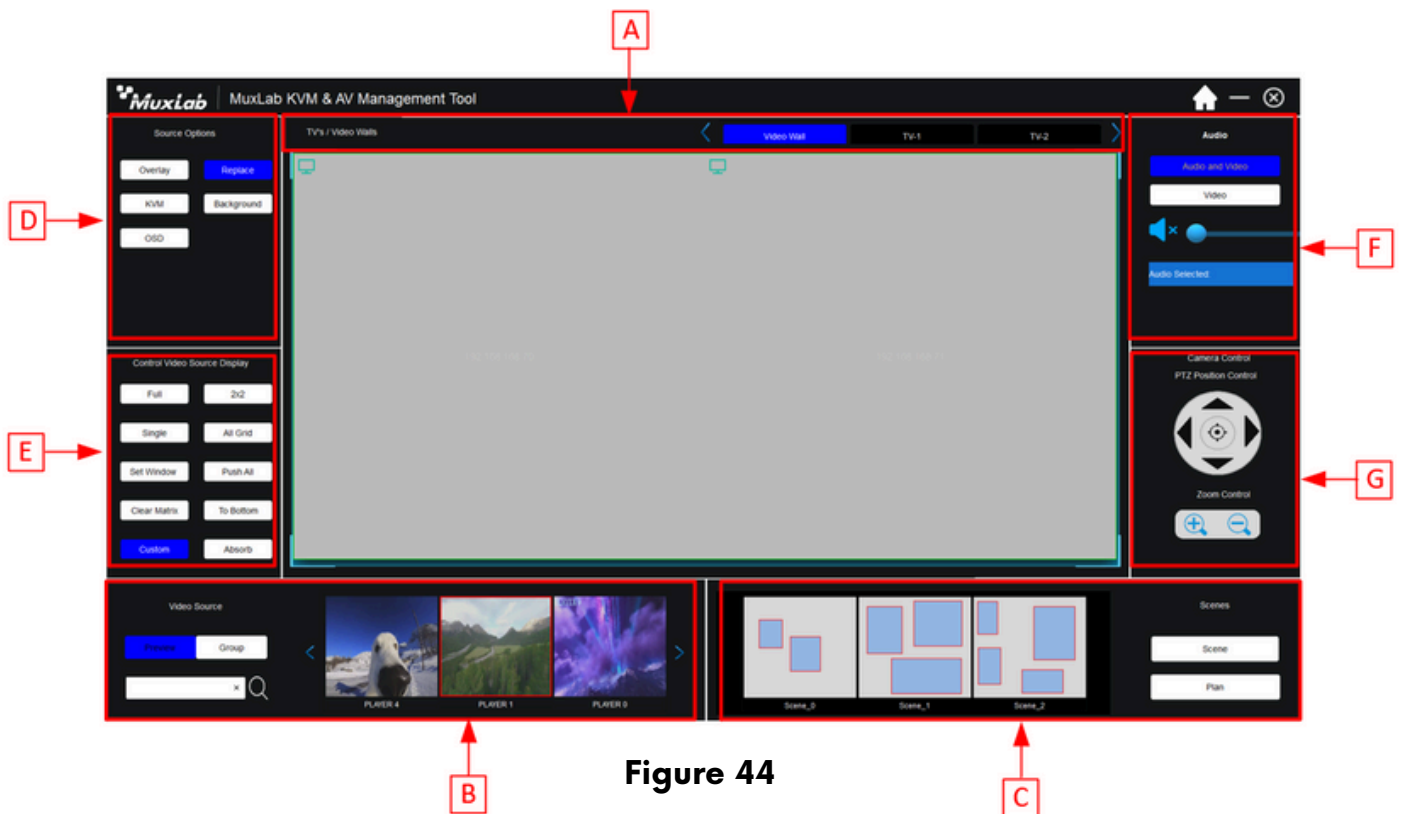 A
MuxLab MuxLab KVM & AV Management Tool
Source Options
Overlay Replace
KVM Background
OSD
D
TV's / Video Walls Video Wall TV-1 TV-2
Audio
Audio and Video
Video
Audio Selected
F
Control Video Source Display
Full 2x2
Single All Grid
Set Window Push All
Clear Matrix To Bottom
Custom Absorb
E
Camera Control
PTZ Position Control
Zoom Control
G
Video Source
Preview Group
PLAYER 4 PLAYER 1 PLAYER 0
Scene_0 Scene_1 Scene_2
Scenes
Scene
Plan
B
Figure 44
C